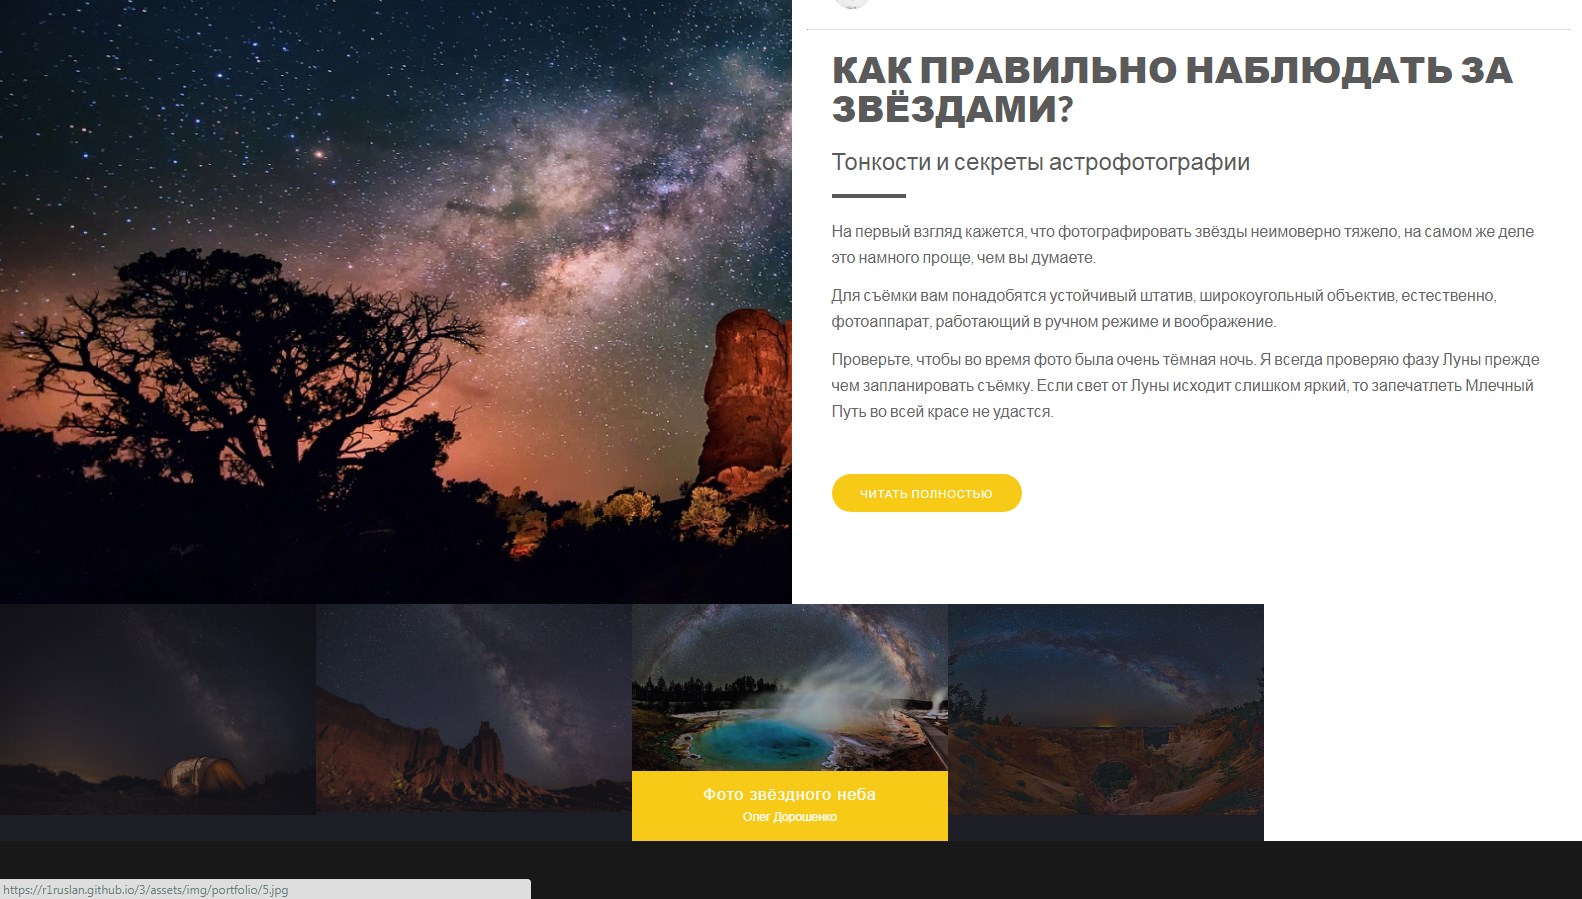 КАК ПРАВИЛЬНО НАБЛЮДАТЬ ЗА
ЗВЁЗДАМИ?
Тонкости и секреты астрофотографии
На первый взгляд кажется, что фотографировать звёзды неимоверно тяжело, на самом же деле
это намного проще, чем вы думаете.
Для съёмки вам понадобятся устойчивый штатив, широкоугольный объектив, естественно,
фотоаппарат, работающий в ручном режиме и воображение.
Проверьте, чтобы во время фото была очень тёмная ночь. Я всегда проверяю фазу Луны прежде
чем запланировать съёмку. Если свет от Луны исходит слишком яркий, то запечатлеть Млечный
Путь во всей красе не удастся.
ЧИТАТЬ ПОЛНОСТЬЮ
Фото звёздного неба
Олег Дорошенко
https://r1ruslan.github.io/3/assets/img/portfolio/5.jpg